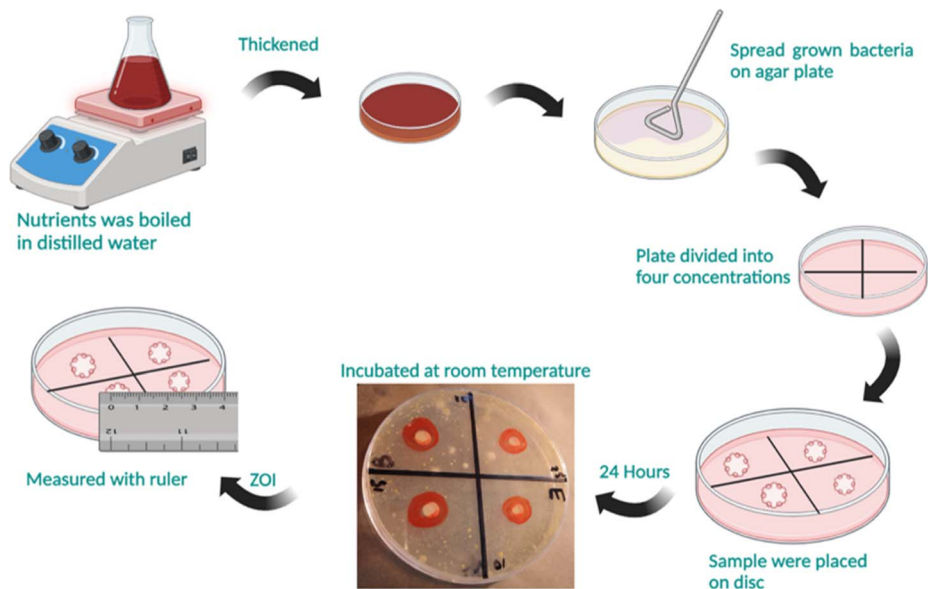 Thickened
Spread grown bacteria
on agar plate
Nutrients was boiled
in distilled water
Plate divided into
four concentrations
Incubated at room temperature
24 Hours
Sample were placed
on disc
ZOI
Measured with ruler
0 1 2 3 4
12 11